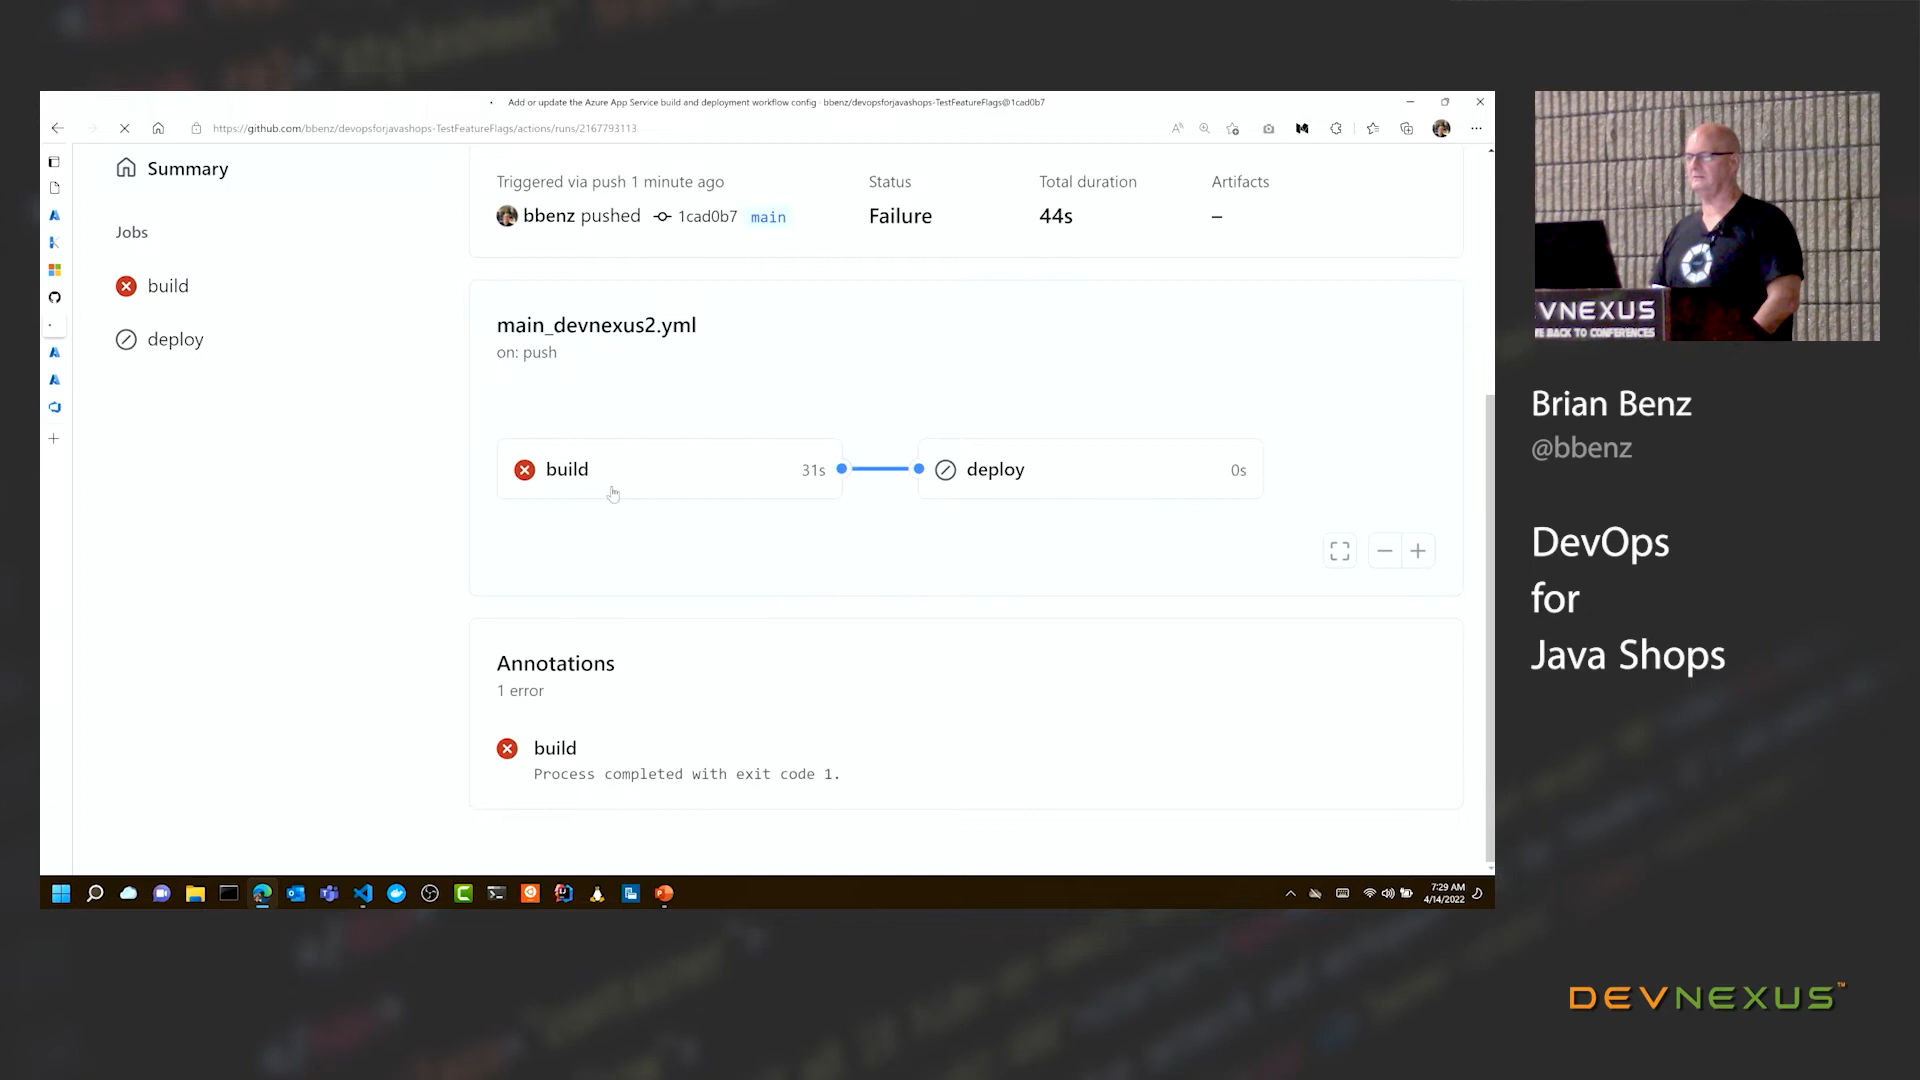 Add or update the Azure App Service build and deployment workflow config · bbenz/devopsforjavashops-TestFeatureFlags@1cad0b7
https://github.com/bbenz/devopsforjavashops-TestFeatureFlags/actions/runs/2167793113
Summary
Jobs
build
deploy
Triggered via push 1 minute ago
bbenz pushed 1cad0b7 main
Status
Failure
Total duration
44s
Artifacts
–
main_devnexus2.yml
on: push
build 31s
deploy 0s
Annotations
1 error
build
Process completed with exit code 1.
7:29 AM
4/14/2022
VNEXUS
BACK TO CONFERENCES
Brian Benz
@bbenz
DevOps
for
Java Shops
DEVNEXUS™